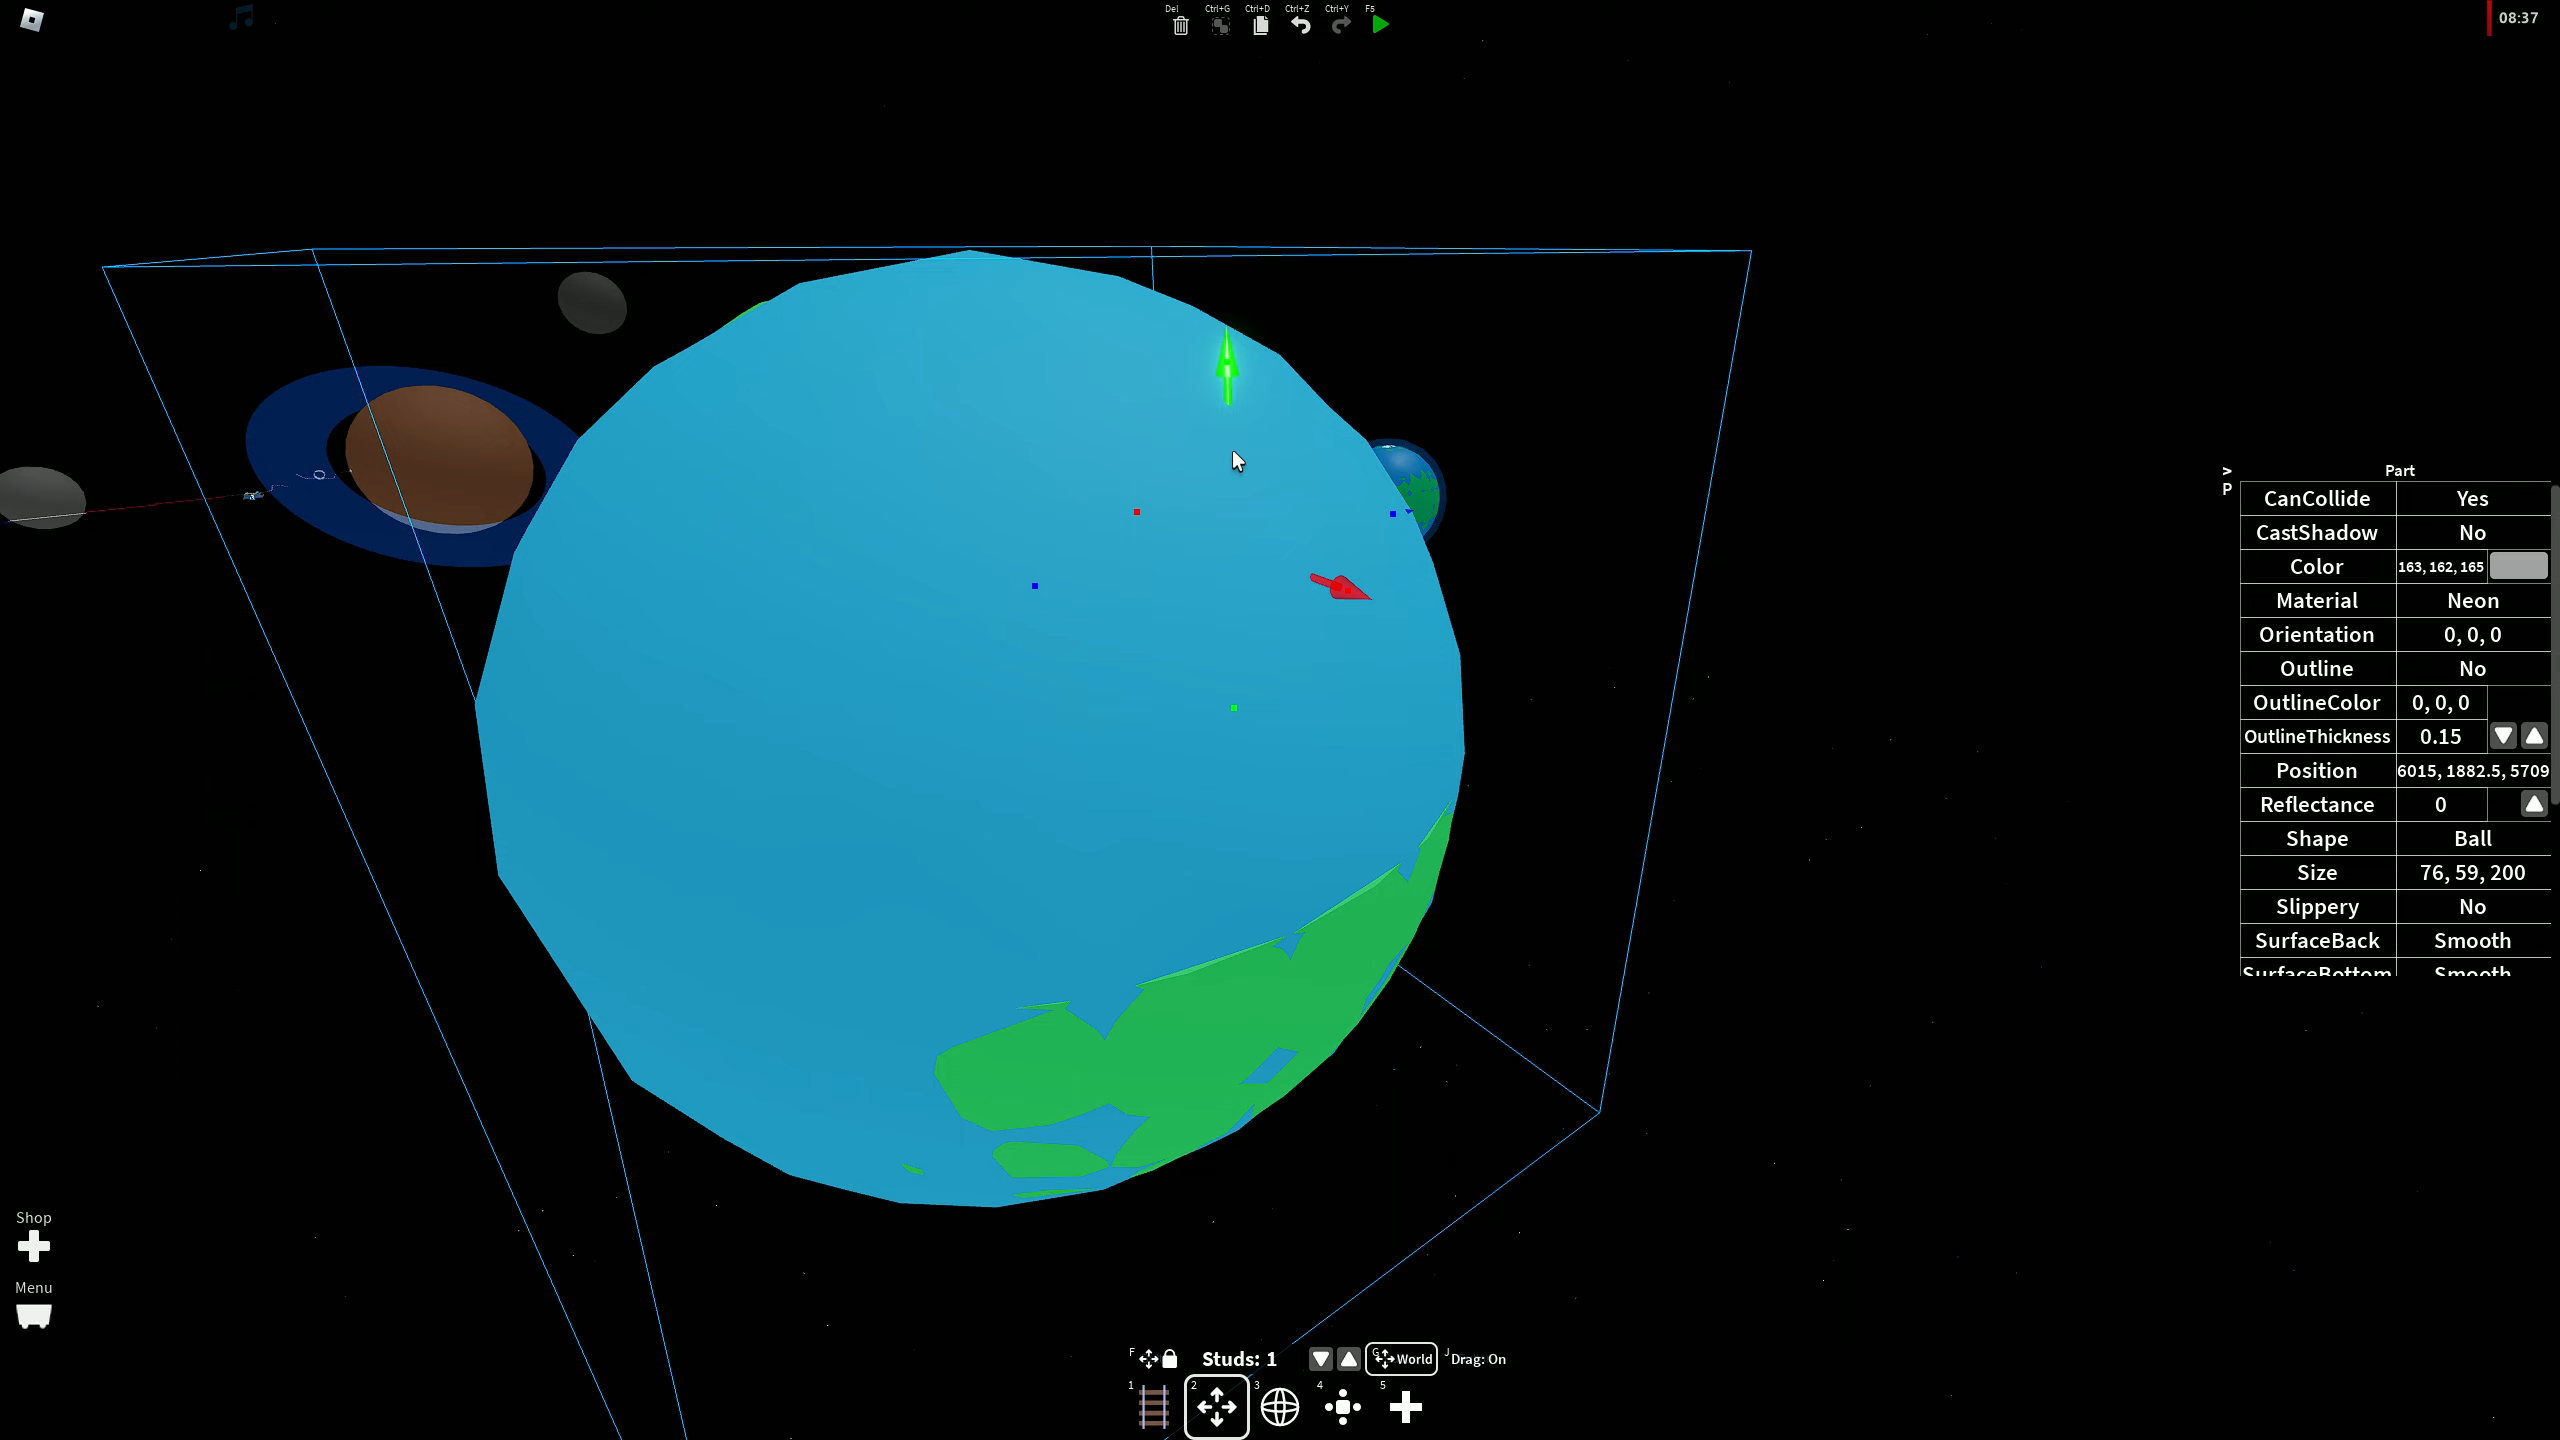 Del Ctrl+G Ctrl+D Ctrl+Z Ctrl+Y F5
08:37
> Part
P
CanCollide Yes
CastShadow No
Color 163, 162, 165
Material Neon
Orientation 0, 0, 0
Outline No
OutlineColor 0, 0, 0
OutlineThickness 0.15
Position 6015, 1882.5, 5709
Reflectance 0
Shape Ball
Size 76, 59, 200
Slippery No
SurfaceBack Smooth
SurfaceBottom Smooth
Shop
Menu
F Studs: 1 G World J Drag: On
1 2 3 4 5